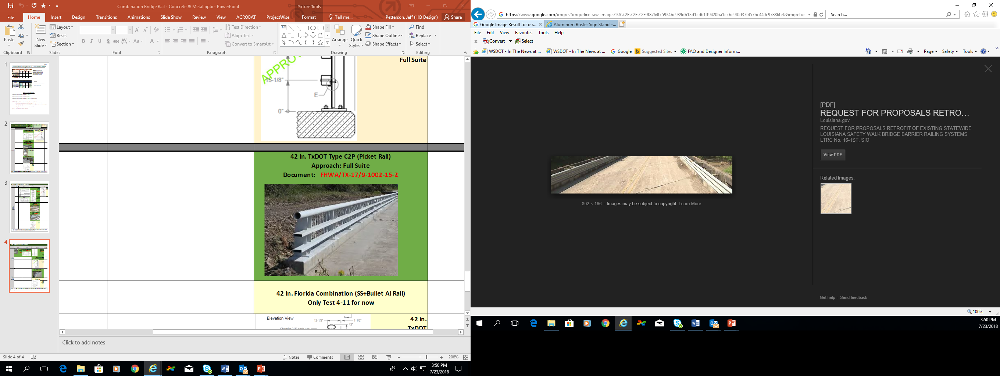 Combination Bridge Rail - Concrete & Metal.pptx - PowerPoint
Picture Tools
File Home Insert Design Transitions Animations Slide Show Review View ACROBAT ProjectWise Format Tell me... Petterson, Jeff (HQ Design) Share
Paste
New Slide
Layout
Reset
Section
Text Direction
Align Text
Convert to SmartArt
Arrange
Quick Styles
Shape Fill
Shape Outline
Shape Effects
Find
Replace
Select
Clipboard Slides Font Paragraph Drawing Editing
1
2
3
4
APPROV
15-1/8"
E
0"
Full Suite
42 in. TxDOT Type C2P (Picket Rail)
Approach: Full Suite
Document: FHWA/TX-17/9-1002-15-2
42 in. Florida Combination (SS+Bullet Al Rail)
Only Test 4-11 for now
Elevation View
12-1/2"
A
1-1/2"
42"
42 in.
TxDOT
Click to add notes
Slide 4 of 4
Notes Comments 208%
3:50 PM
7/23/2018
https://www.google.com/imgres?imgurl=x-raw-image%3A%2F%2F%2F9f8764fc5934bc989db13d1cd61ff9420ba1ccbc9f0d37f457bc440c97886fef&imgrefur
Search...
Google Image Result for x-r...
Aluminum Buster Sign Stand –...
File Edit View Favorites Tools Help
x Convert Select
WSDOT - In The News at ... WSDOT - In The News at ... Google Suggested Sites FAQ and Designer Inform...
Page Safety Tools
[PDF]
REQUEST FOR PROPOSALS RETRO...
Louisiana.gov
REQUEST FOR PROPOSALS RETROFIT OF EXISTING STATEWIDE
LOUISIANA SAFETY WALK BRIDGE BARRIER RAILING SYSTEMS
LTRC No. 16-1ST, SIO
View PDF
Related images:
802 × 166 - Images may be subject to copyright Learn More
Get help - Send feedback
100%
3:50 PM
7/23/2018